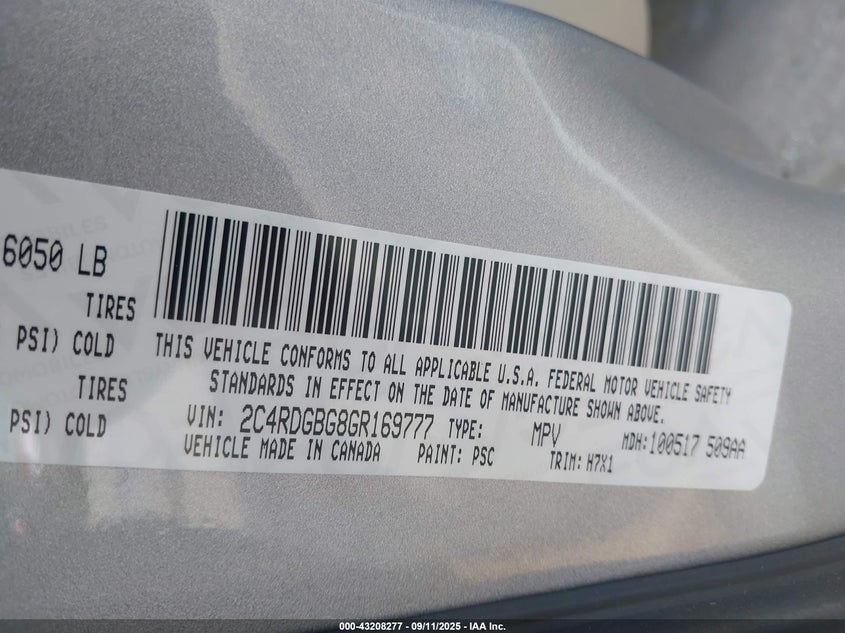 6050 LB
TIRES
PSI) COLD
TIRES
PSI) COLD
THIS VEHICLE CONFORMS TO ALL APPLICABLE U.S.A. FEDERAL MOTOR VEHICLE SAFETY
STANDARDS IN EFFECT ON THE DATE OF MANUFACTURE SHOWN ABOVE.
VIN: 2C4RDGBG8GR169777 TYPE: MPV MDH:100517 509AA
VEHICLE MADE IN CANADA PAINT: PSC TRIM: H7X1
000-43208277 - 09/11/2025 - IAA Inc.